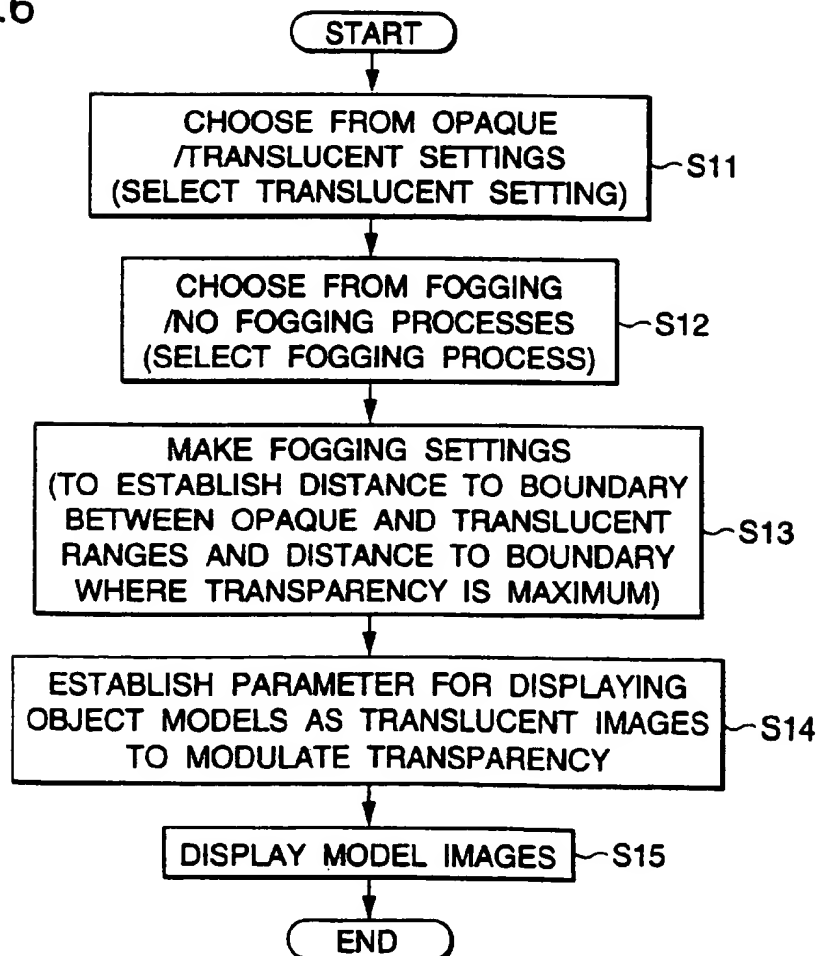 START
CHOOSE FROM OPAQUE
/TRANSLUCENT SETTINGS
(SELECT TRANSLUCENT SETTING)
S11
CHOOSE FROM FOGGING
/NO FOGGING PROCESSES
(SELECT FOGGING PROCESS)
S12
MAKE FOGGING SETTINGS
(TO ESTABLISH DISTANCE TO BOUNDARY
BETWEEN OPAQUE AND TRANSLUCENT
RANGES AND DISTANCE TO BOUNDARY
WHERE TRANSPARENCY IS MAXIMUM)
S13
ESTABLISH PARAMETER FOR DISPLAYING
OBJECT MODELS AS TRANSLUCENT IMAGES
TO MODULATE TRANSPARENCY
S14
DISPLAY MODEL IMAGES
S15
END